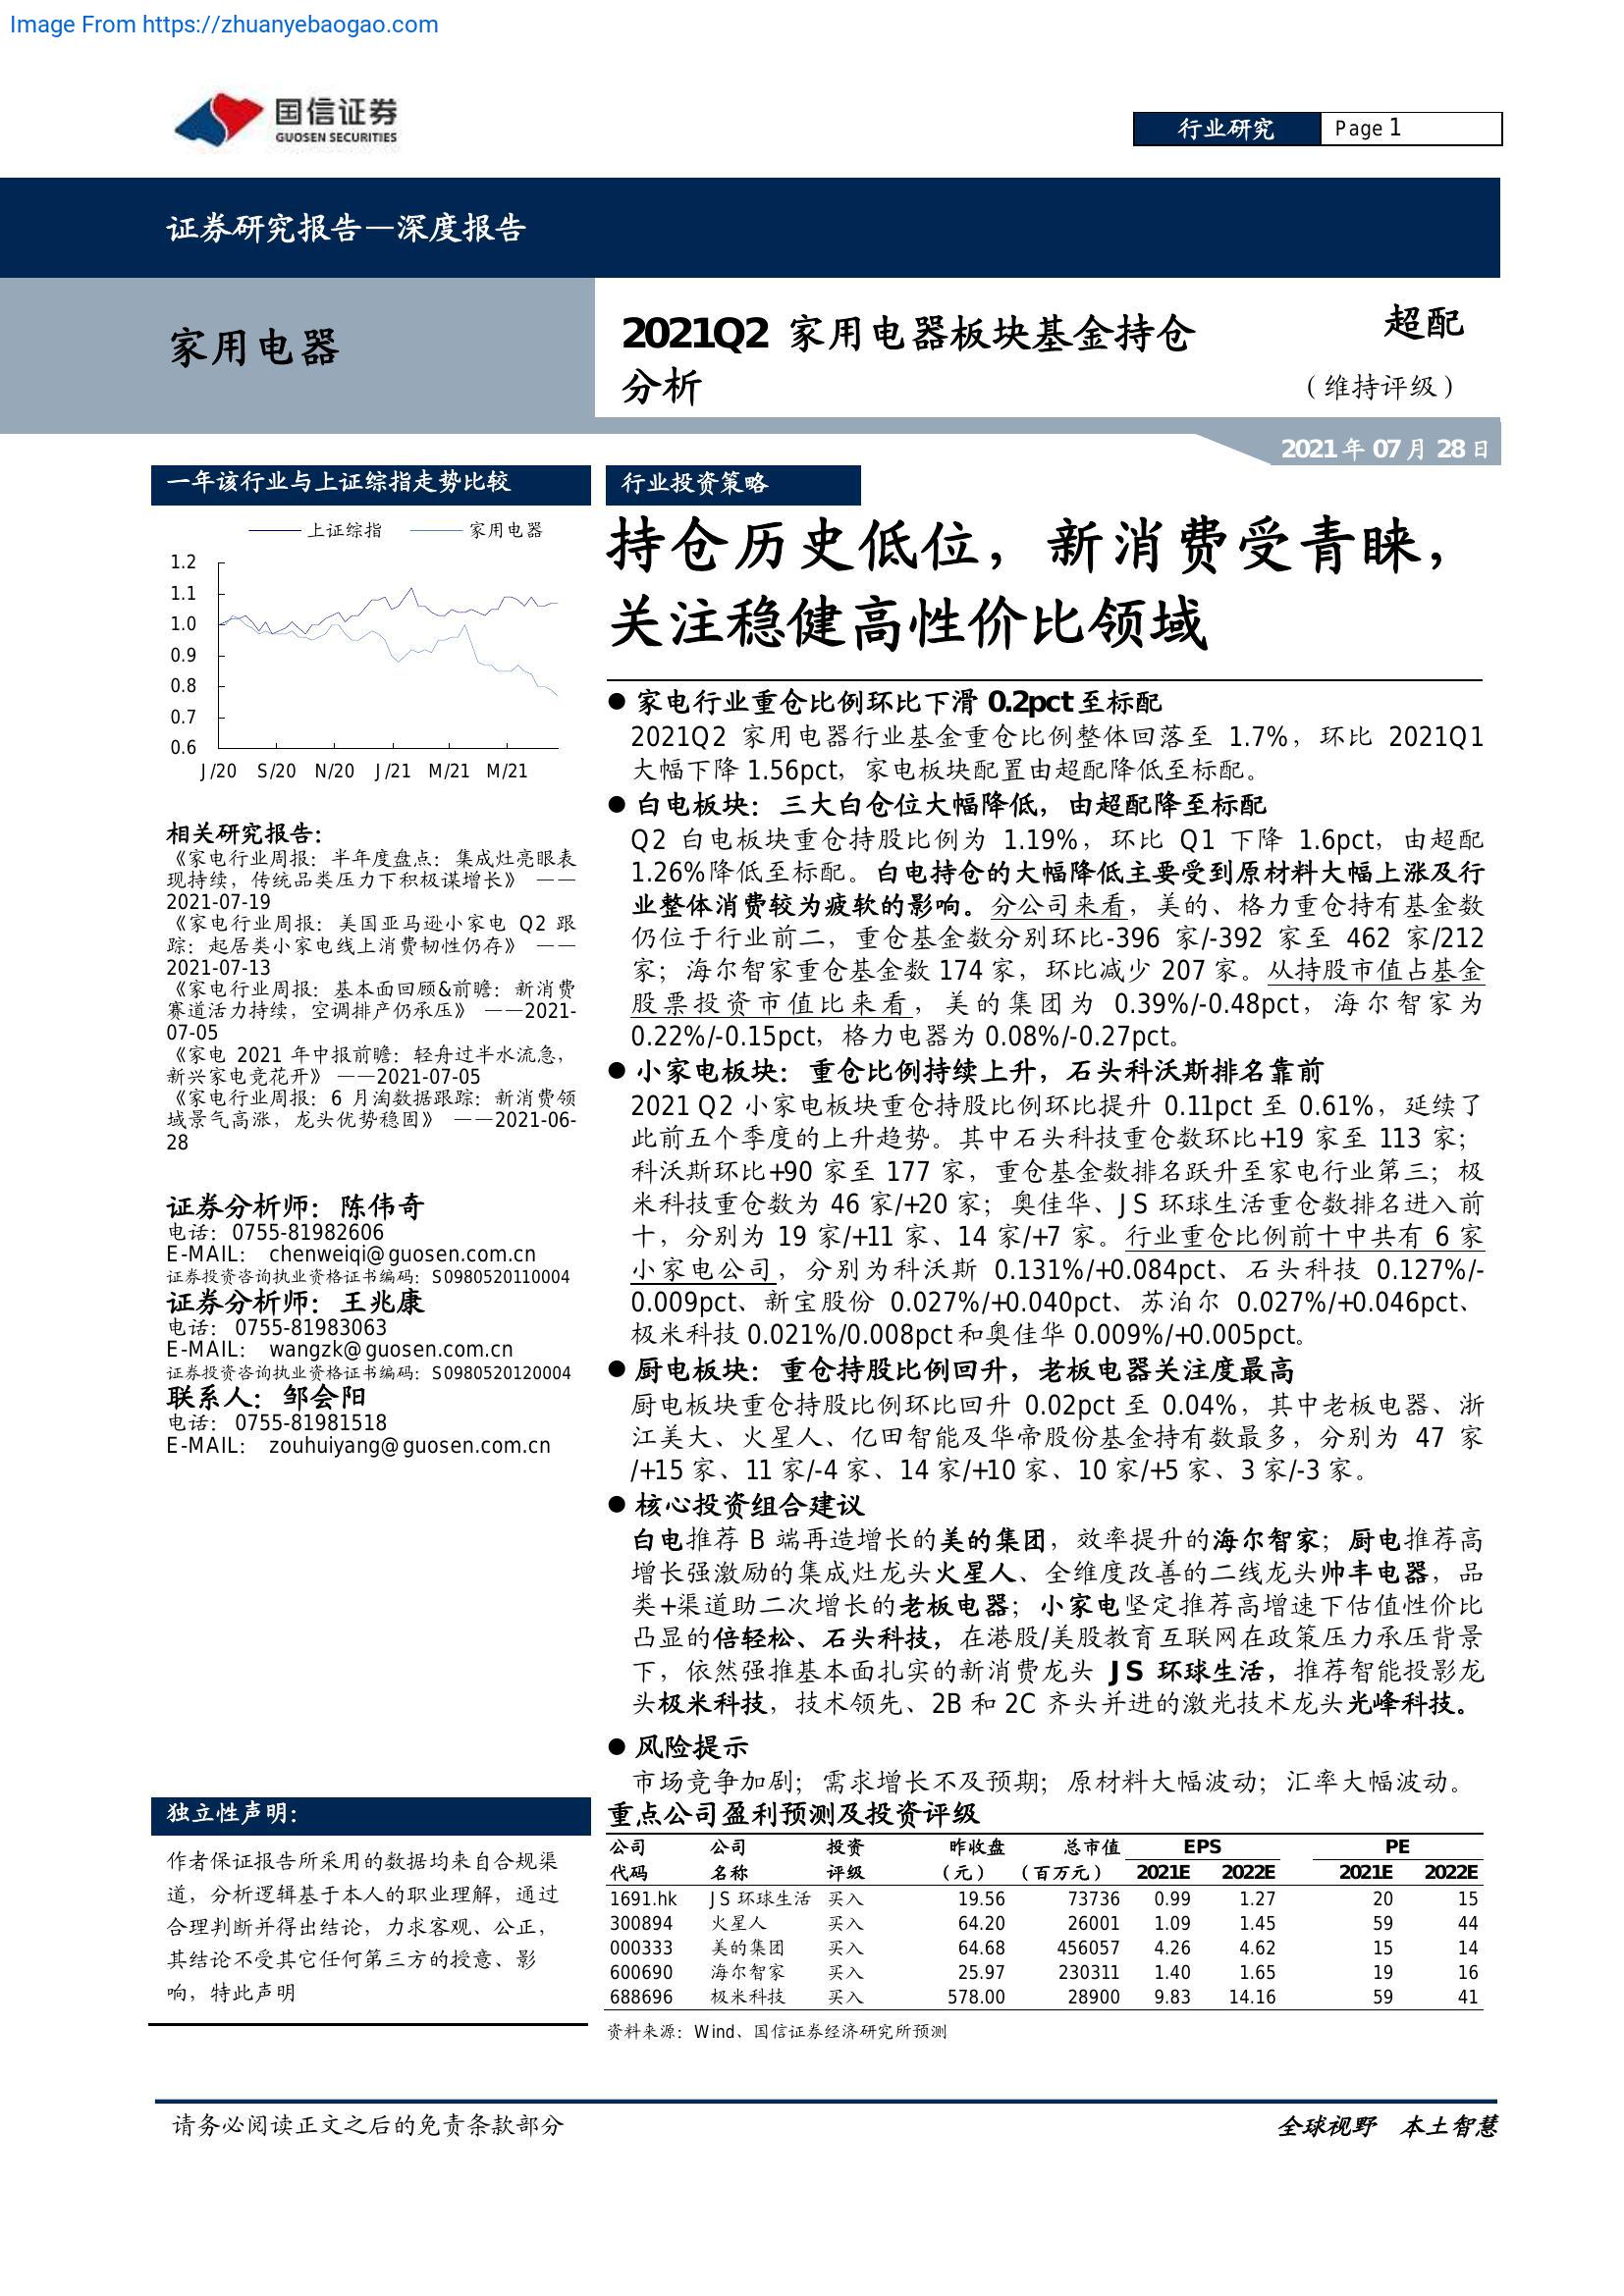 Image From https://zhuanyebaogao.com
国信证券
GUOSEN SECURITIES
行业研究 Page 1
证券研究报告—深度报告
家用电器
2021Q2 家用电器板块基金持仓
分析
超配
（维持评级）
2021 年 07 月 28 日
一年该行业与上证综指走势比较
上证综指 家用电器
1.2
1.1
1.0
0.9
0.8
0.7
0.6
J/20 S/20 N/20 J/21 M/21 M/21
相关研究报告：
《家电行业周报：半年度盘点：集成灶亮眼表
现持续，传统品类压力下积极谋增长》 ——
2021-07-19
《家电行业周报：美国亚马逊小家电 Q2 跟
踪：起居类小家电线上消费韧性仍存》 ——
2021-07-13
《家电行业周报：基本面回顾&前瞻：新消费
赛道活力持续，空调排产仍承压》 ——2021-
07-05
《家电 2021 年中报前瞻：轻舟过半水流急，
新兴家电竞花开》 ——2021-07-05
《家电行业周报：6 月淘数据跟踪：新消费领
域景气高涨，龙头优势稳固》 ——2021-06-
28
证券分析师：陈伟奇
电话： 0755-81982606
E-MAIL： chenweiqi@guosen.com.cn
证券投资咨询执业资格证书编码：S0980520110004
证券分析师：王兆康
电话： 0755-81983063
E-MAIL： wangzk@guosen.com.cn
证券投资咨询执业资格证书编码：S0980520120004
联系人：邹会阳
电话： 0755-81981518
E-MAIL： zouhuiyang@guosen.com.cn
独立性声明：
作者保证报告所采用的数据均来自合规渠
道，分析逻辑基于本人的职业理解，通过
合理判断并得出结论，力求客观、公正，
其结论不受其它任何第三方的授意、影
响，特此声明
行业投资策略
持仓历史低位，新消费受青睐，
关注稳健高性价比领域
● 家电行业重仓比例环比下滑 0.2pct 至标配
2021Q2 家用电器行业基金重仓比例整体回落至 1.7%，环比 2021Q1
大幅下降 1.56pct，家电板块配置由超配降低至标配。
● 白电板块：三大白仓位大幅降低，由超配降至标配
Q2 白电板块重仓持股比例为 1.19%，环比 Q1 下降 1.6pct，由超配
1.26%降低至标配。白电持仓的大幅降低主要受到原材料大幅上涨及行
业整体消费较为疲软的影响。分公司来看，美的、格力重仓持有基金数
仍位于行业前二，重仓基金数分别环比-396 家/-392 家至 462 家/212
家；海尔智家重仓基金数 174 家，环比减少 207 家。从持股市值占基金
股票投资市值比来看，美的集团为 0.39%/-0.48pct，海尔智家为
0.22%/-0.15pct，格力电器为 0.08%/-0.27pct。
● 小家电板块：重仓比例持续上升，石头科沃斯排名靠前
2021 Q2 小家电板块重仓持股比例环比提升 0.11pct 至 0.61%，延续了
此前五个季度的上升趋势。其中石头科技重仓数环比+19 家至 113 家；
科沃斯环比+90 家至 177 家，重仓基金数排名跃升至家电行业第三；极
米科技重仓数为 46 家/+20 家；奥佳华、JS 环球生活重仓数排名进入前
十，分别为 19 家/+11 家、14 家/+7 家。行业重仓比例前十中共有 6 家
小家电公司，分别为科沃斯 0.131%/+0.084pct、石头科技 0.127%/-
0.009pct、新宝股份 0.027%/+0.040pct、苏泊尔 0.027%/+0.046pct、
极米科技 0.021%/0.008pct 和奥佳华 0.009%/+0.005pct。
● 厨电板块：重仓持股比例回升，老板电器关注度最高
厨电板块重仓持股比例环比回升 0.02pct 至 0.04%，其中老板电器、浙
江美大、火星人、亿田智能及华帝股份基金持有数最多，分别为 47 家
/+15 家、11 家/-4 家、14 家/+10 家、10 家/+5 家、3 家/-3 家。
● 核心投资组合建议
白电推荐 B 端再造增长的美的集团，效率提升的海尔智家；厨电推荐高
增长强激励的集成灶龙头火星人、全维度改善的二线龙头帅丰电器，品
类+渠道助二次增长的老板电器；小家电坚定推荐高增速下估值性价比
凸显的倍轻松、石头科技，在港股/美股教育互联网在政策压力承压背景
下，依然强推基本面扎实的新消费龙头 JS 环球生活，推荐智能投影龙
头极米科技，技术领先、2B 和 2C 齐头并进的激光技术龙头光峰科技。
● 风险提示
市场竞争加剧；需求增长不及预期；原材料大幅波动；汇率大幅波动。
重点公司盈利预测及投资评级
公司 公司 投资 昨收盘 总市值 EPS PE
代码 名称 评级 （元） （百万元） 2021E 2022E 2021E 2022E
1691.hk JS 环球生活 买入 19.56 73736 0.99 1.27 20 15
300894 火星人 买入 64.20 26001 1.09 1.45 59 44
000333 美的集团 买入 64.68 456057 4.26 4.62 15 14
600690 海尔智家 买入 25.97 230311 1.40 1.65 19 16
688696 极米科技 买入 578.00 28900 9.83 14.16 59 41
资料来源：Wind、国信证券经济研究所预测
请务必阅读正文之后的免责条款部分
全球视野 本土智慧